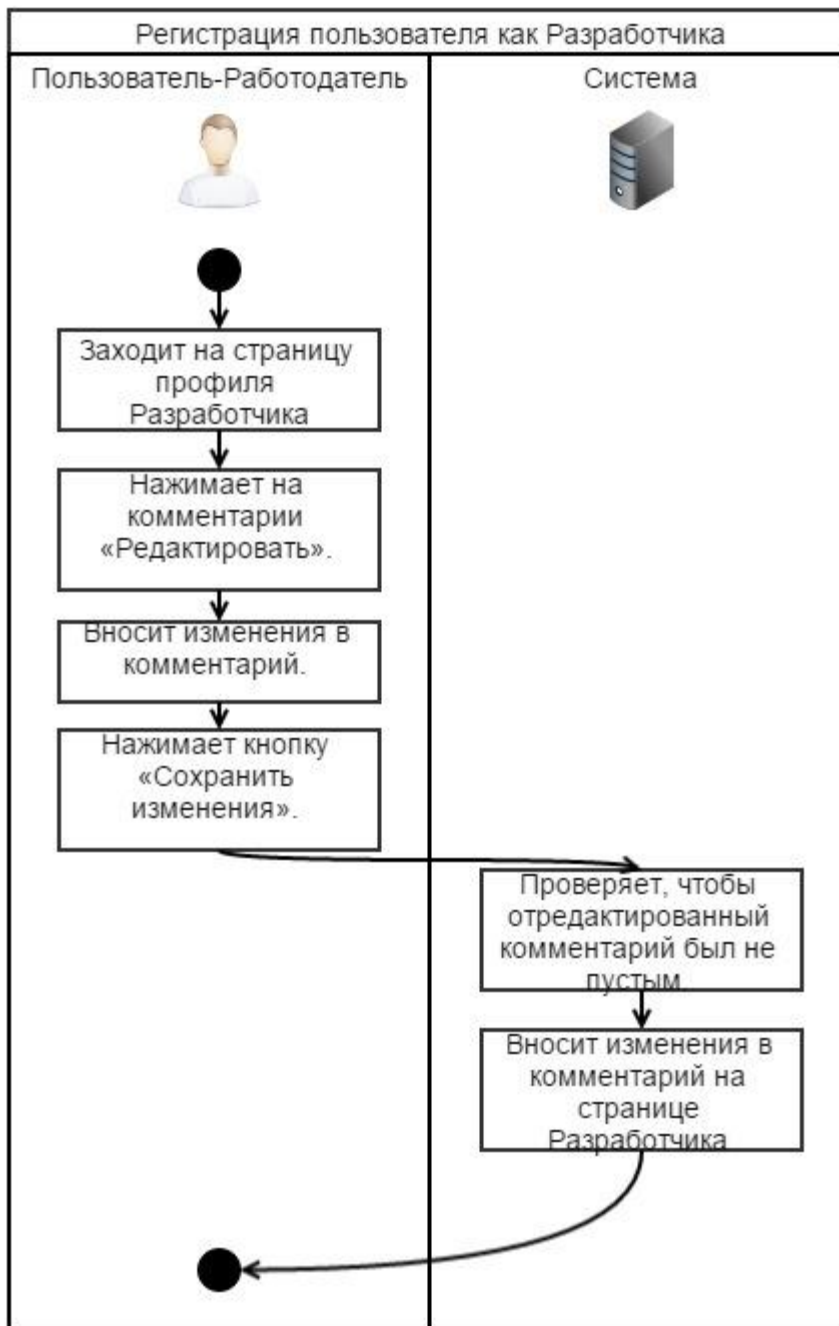 Регистрация пользователя как Разработчика
Пользователь-Работодатель
Система
Заходит на страницу
профиля
Разработчика
Нажимает на
комментарии
«Редактировать».
Вносит изменения в
комментарий.
Нажимает кнопку
«Сохранить
изменения».
Проверяет, чтобы
отредактированный
комментарий был не
пустым
Вносит изменения в
комментарий на
странице
Разработчика